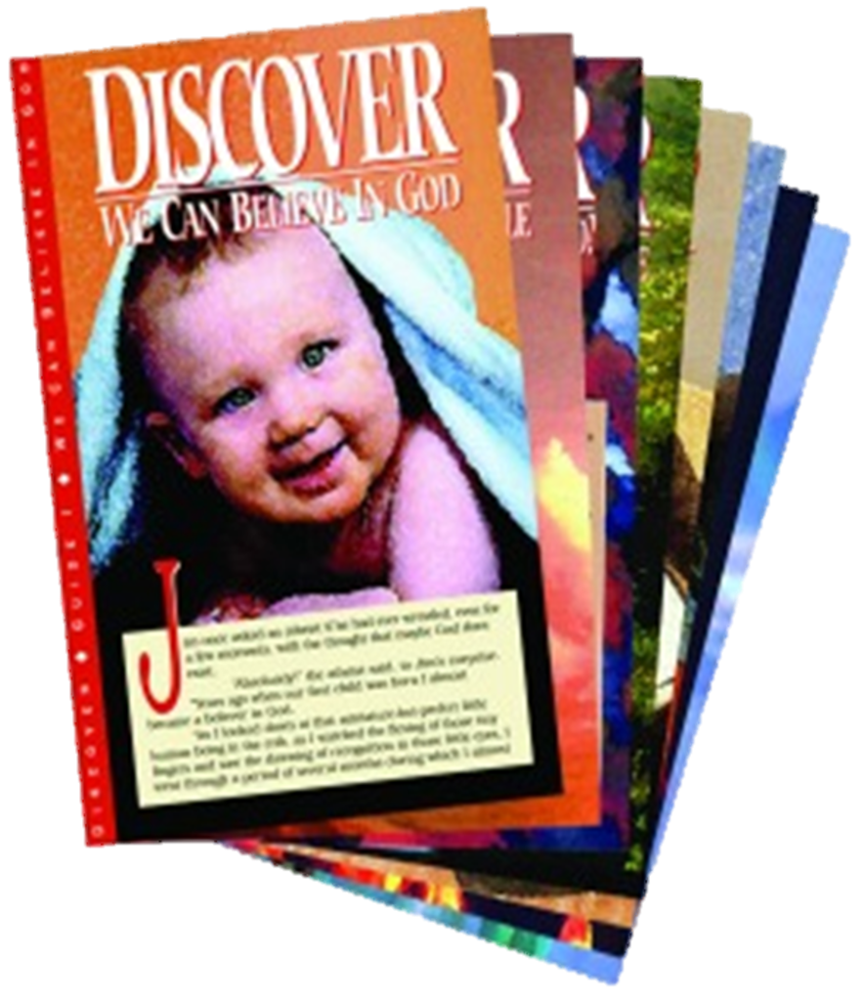 DISCOVER
WE CAN BELIEVE IN GOD
DISCOVER ◆ GUIDE 1 ◆ WE CAN BELIEVE IN GOD
Jim once asked an atheist if he had ever wondered, even for
a few moments, with the thought that maybe God does
exist.
"Absolutely!" the atheist said, to Jim's surprise.
"Years ago when our first child was born I almost
became a believer in God.
"As I looked down at that miniature but perfect little
human being in the crib, as I watched the flexing of those tiny
fingers and saw the dawning of recognition in those little eyes, I
went through a period of several months during which I almost
R
LE
R
D?
R